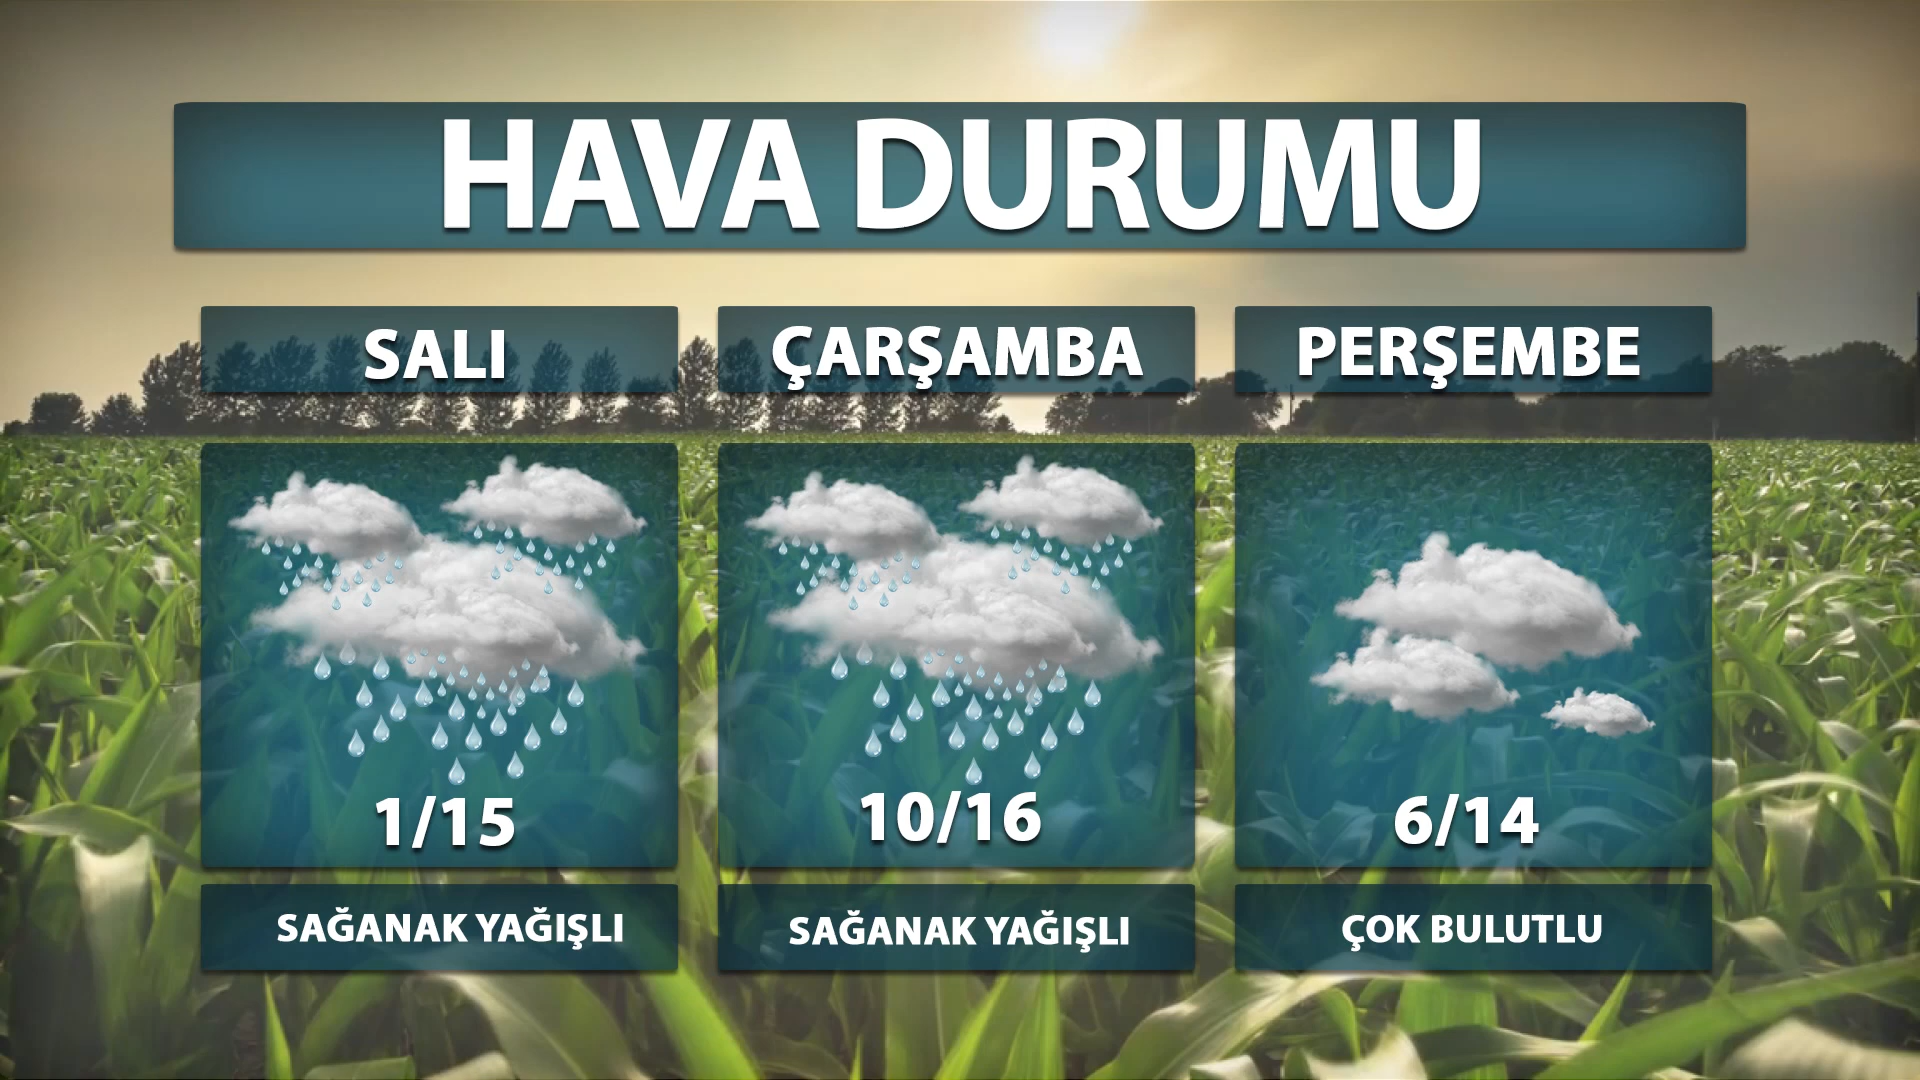 HAVA DURUMU
SALI
ÇARŞAMBA
PERŞEMBE
1/15
10/16
6/14
SAĞANAK YAĞIŞLI
SAĞANAK YAĞIŞLI
ÇOK BULUTLU